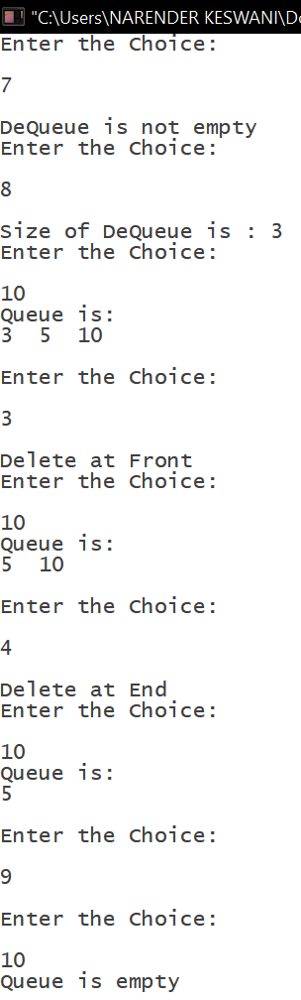 "C:\Users\NARENDER KESWANI\Do
Enter the Choice:
7
DeQueue is not empty
Enter the Choice:
8
Size of DeQueue is : 3
Enter the Choice:
10
Queue is:
3  5  10
Enter the Choice:
3
Delete at Front
Enter the Choice:
10
Queue is:
5  10
Enter the Choice:
4
Delete at End
Enter the Choice:
10
Queue is:
5
Enter the Choice:
9
Enter the Choice:
10
Queue is empty